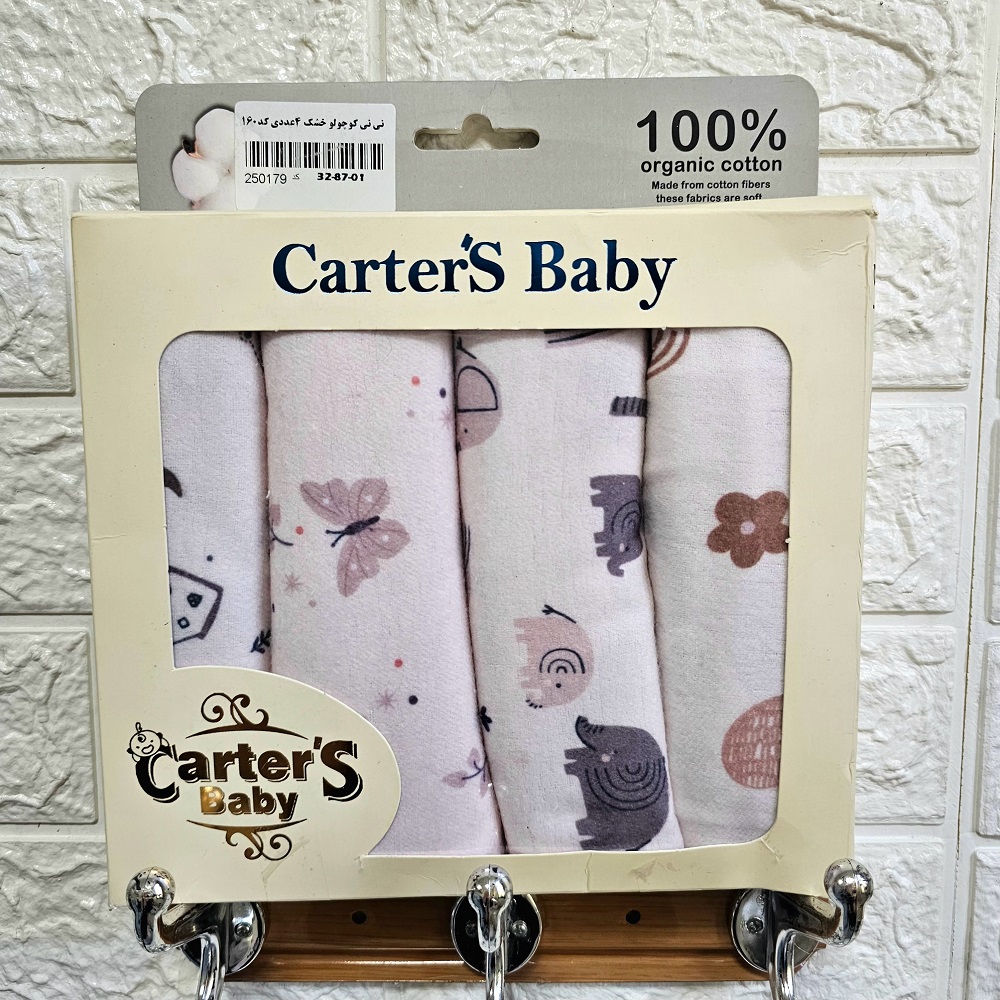 نی نی کوچولو خشک ۴عددی کد۱۶۰
250179 کد 32-87-01
100%
organic cotton
Made from cotton fibers
these fabrics are soft
Carter'S Baby
Carter'S
Baby